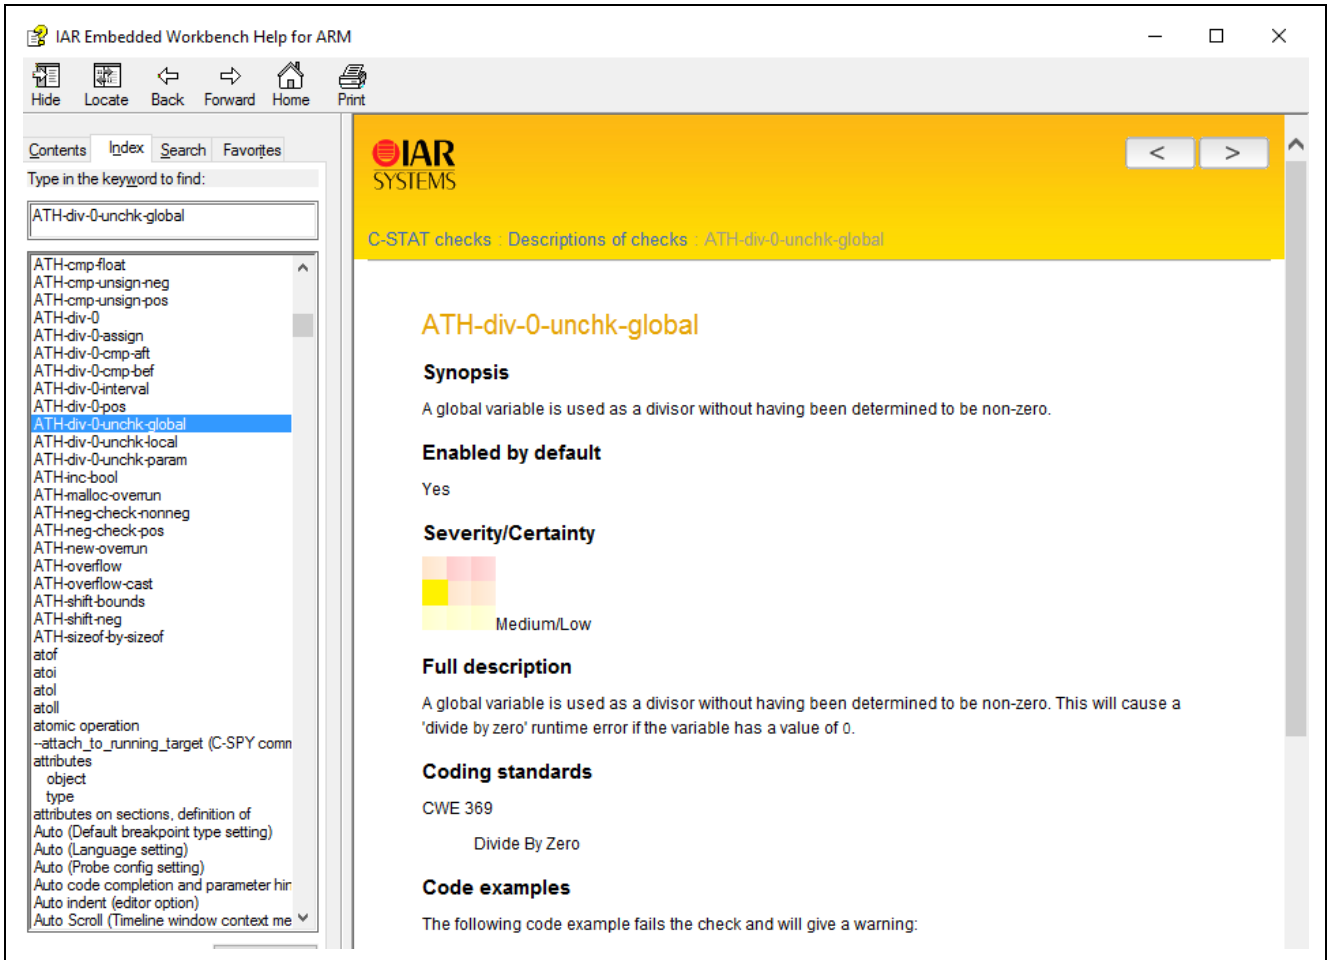 IAR Embedded Workbench Help for ARM
Hide Locate Back Forward Home Print
Contents Index Search Favorites
Type in the keyword to find:
ATH-div-0-unchk-global
ATH-cmp-float
ATH-cmp-unsign-neg
ATH-cmp-unsign-pos
ATH-div-0
ATH-div-0-assign
ATH-div-0-cmp-aft
ATH-div-0-cmp-bef
ATH-div-0-interval
ATH-div-0-pos
ATH-div-0-unchk-global
ATH-div-0-unchk-local
ATH-div-0-unchk-param
ATH-inc-bool
ATH-malloc-overrun
ATH-neg-check-nonneg
ATH-neg-check-pos
ATH-new-overrun
ATH-overflow
ATH-overflow-cast
ATH-shift-bounds
ATH-shift-neg
ATH-sizeof-by-sizeof
atof
atoi
atol
atoll
atomic operation
--attach_to_running_target (C-SPY comm
attributes
object
type
attributes on sections, definition of
Auto (Default breakpoint type setting)
Auto (Language setting)
Auto (Probe config setting)
Auto code completion and parameter hin
Auto indent (editor option)
Auto Scroll (Timeline window context me
IAR
SYSTEMS
< >
C-STAT checks : Descriptions of checks : ATH-div-0-unchk-global
ATH-div-0-unchk-global
Synopsis
A global variable is used as a divisor without having been determined to be non-zero.
Enabled by default
Yes
Severity/Certainty
Medium/Low
Full description
A global variable is used as a divisor without having been determined to be non-zero. This will cause a
'divide by zero' runtime error if the variable has a value of 0.
Coding standards
CWE 369
Divide By Zero
Code examples
The following code example fails the check and will give a warning: